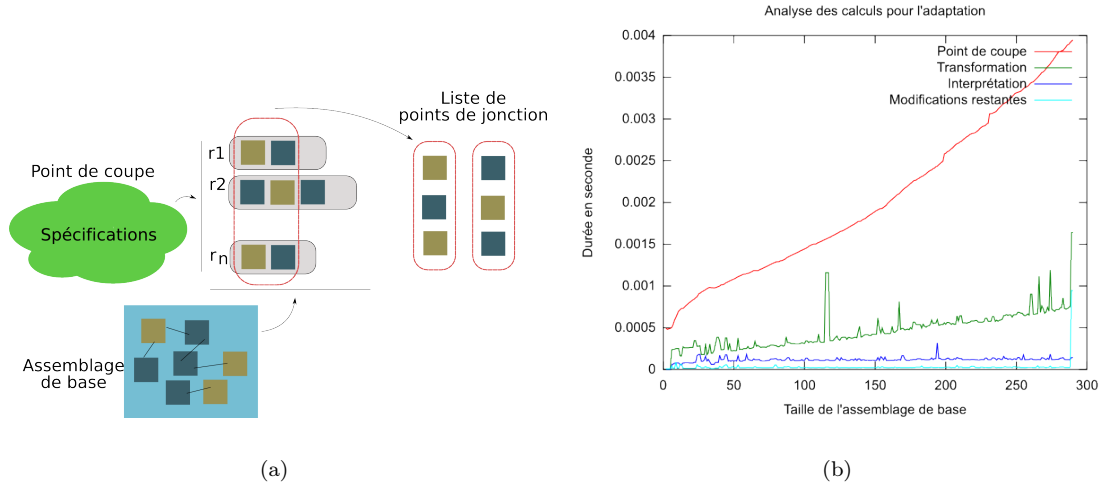 Liste de
points de jonction
Point de coupe
Spécifications
r1
r2
rn
Assemblage
de base
(a)
Analyse des calculs pour l'adaptation
Point de coupe
Transformation
Interprétation
Modifications restantes
Durée en seconde
0.004
0.0035
0.003
0.0025
0.002
0.0015
0.001
0.0005
0
0 50 100 150 200 250 300
Taille de l'assemblage de base
(b)